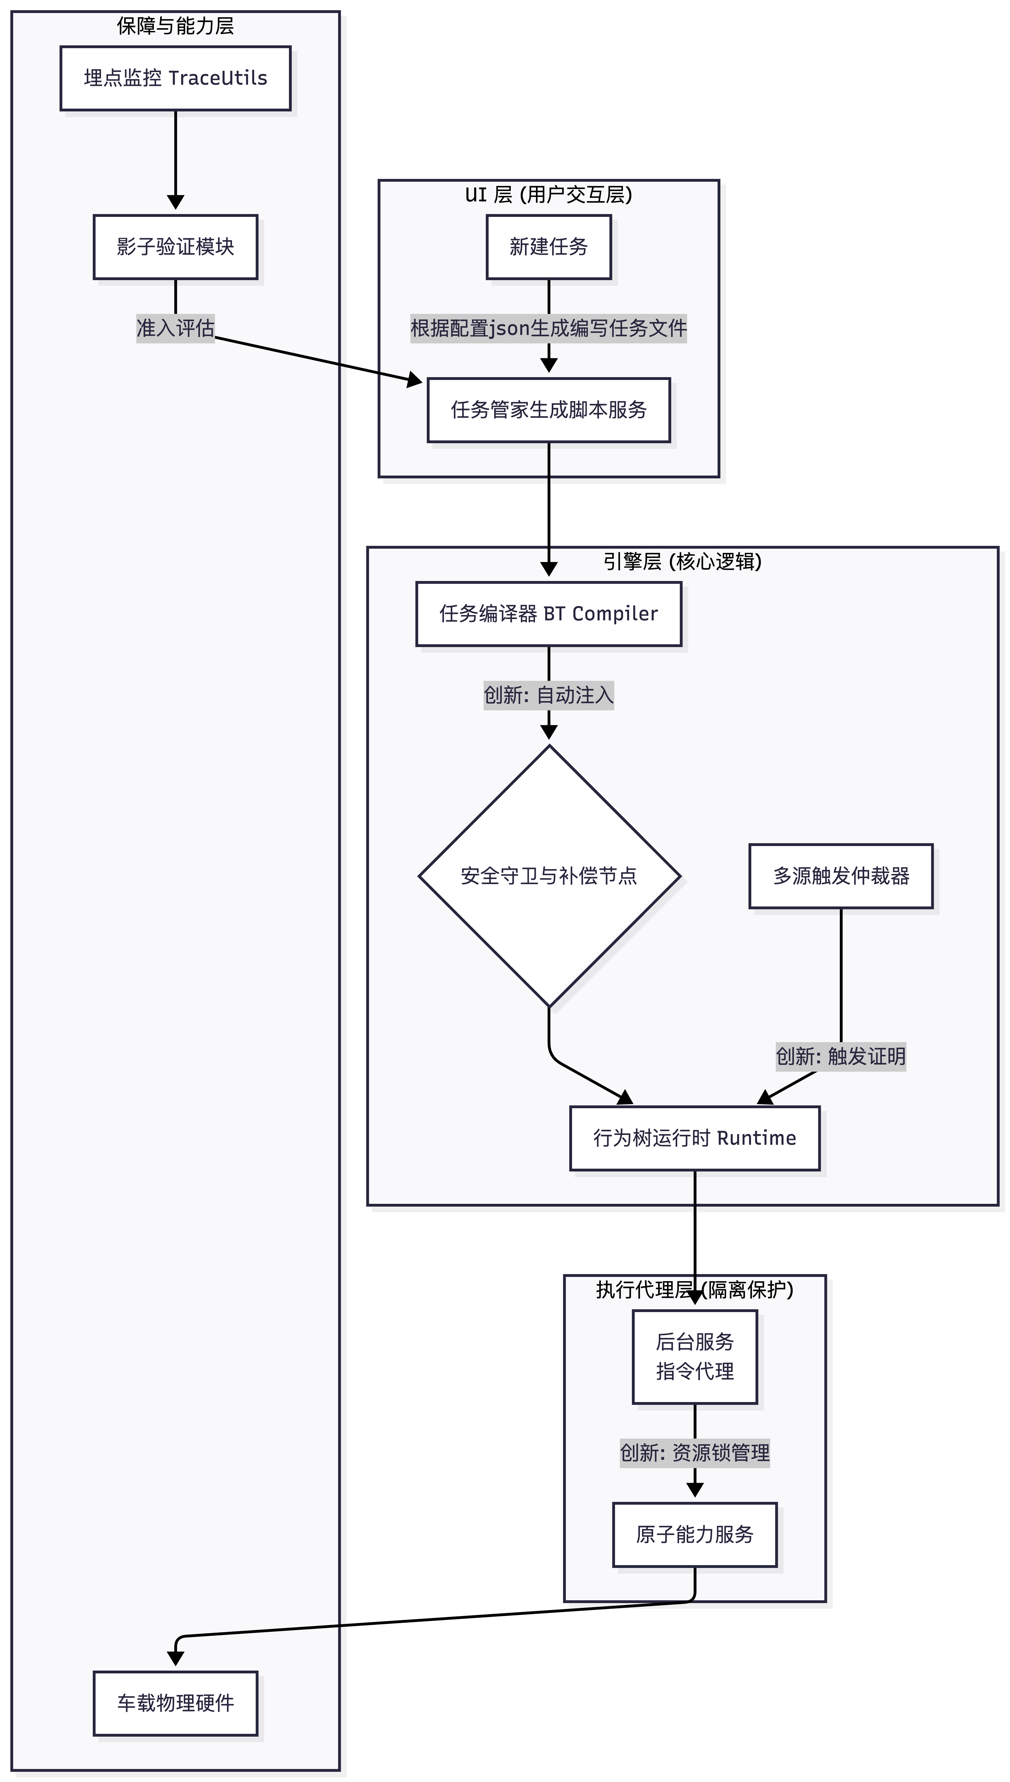 保障与能力层
埋点监控 TraceUtils
影子验证模块
准入评估
UI 层 (用户交互层)
新建任务
根据配置json生成编写任务文件
任务管家生成脚本服务
引擎层 (核心逻辑)
任务编译器 BT Compiler
创新: 自动注入
安全守卫与补偿节点
多源触发仲裁器
创新: 触发证明
行为树运行时 Runtime
执行代理层 (隔离保护)
后台服务
指令代理
创新: 资源锁管理
原子能力服务
车载物理硬件